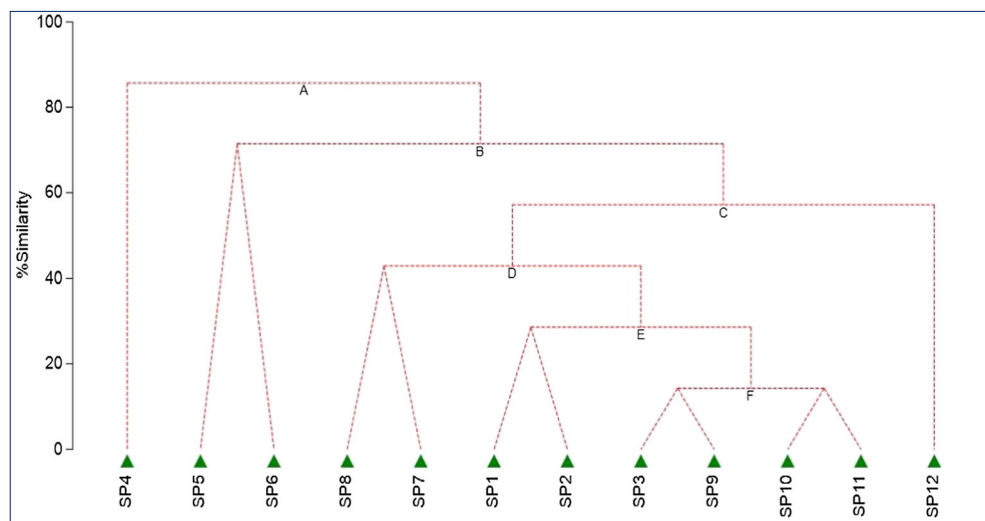 100
A
80
B
60
C
%Similarity
D
40
E
20
F
0
SP4
SP5
SP6
SP8
SP7
SP1
SP2
SP3
SP9
SP10
SP11
SP12